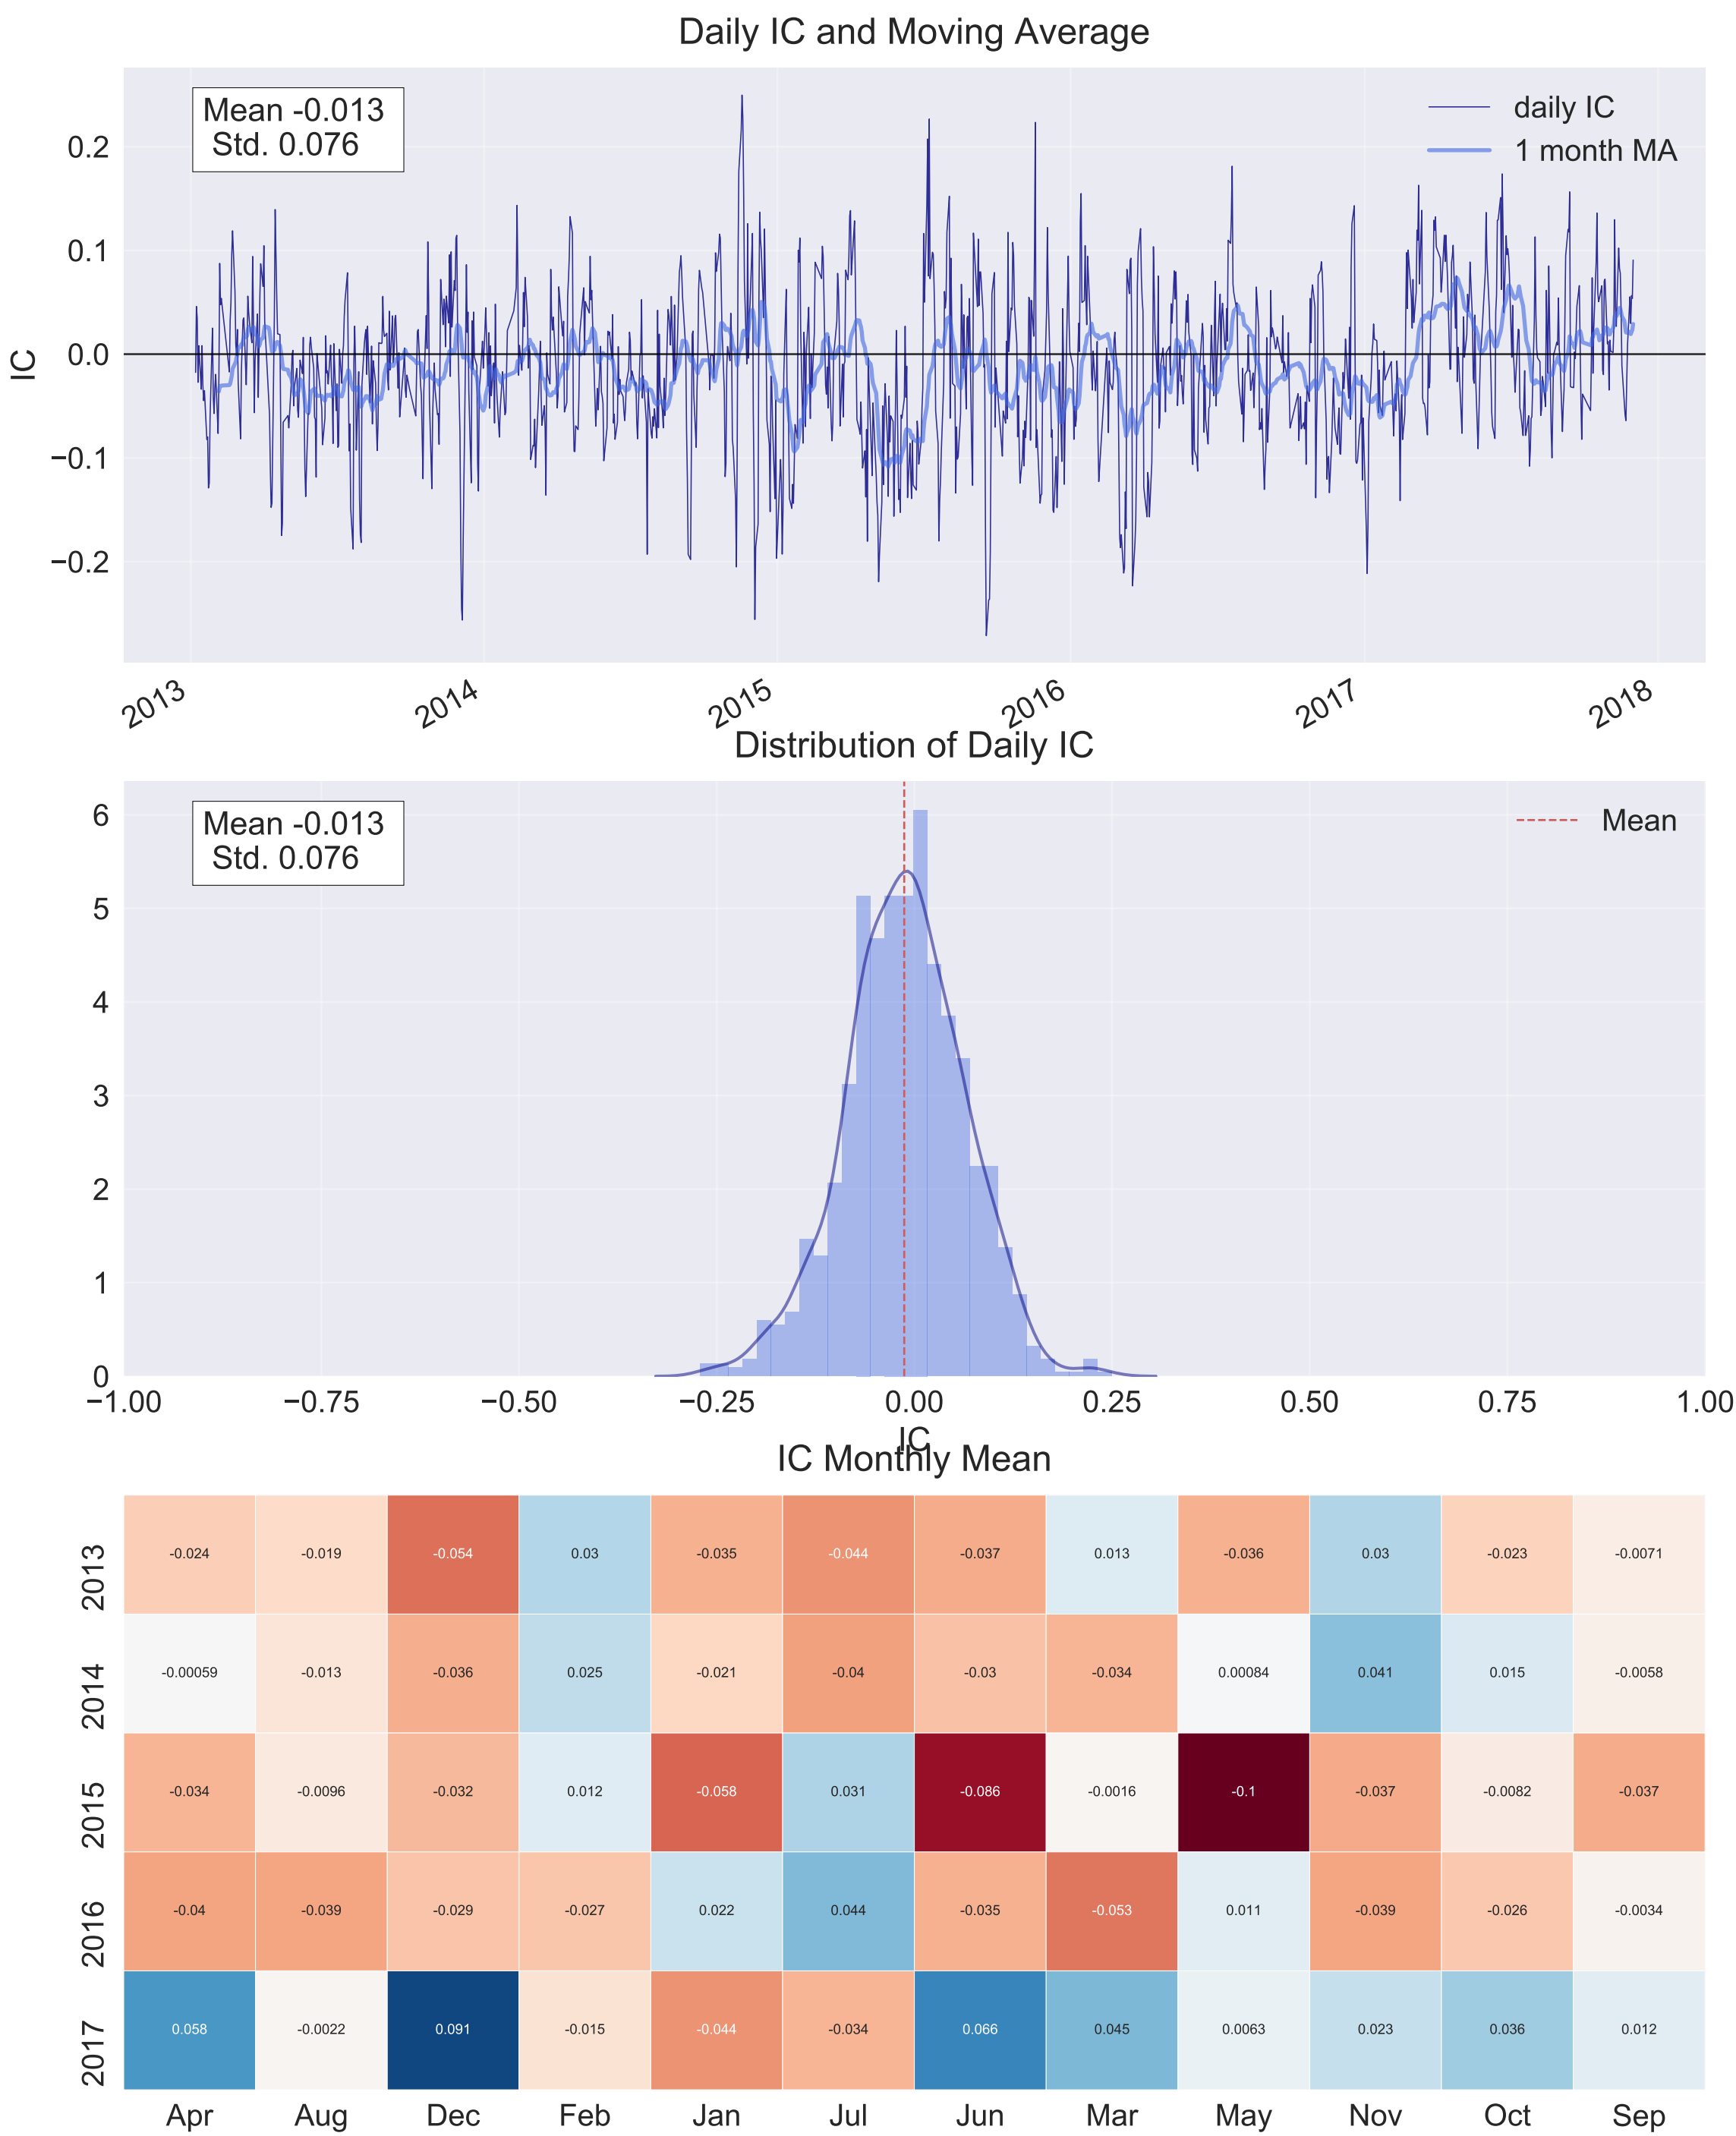 Daily IC and Moving Average
Mean -0.013
Std. 0.076
daily IC
1 month MA
0.2
0.1
0.0
−0.1
−0.2
IC
2013 2014 2015 2016 2017 2018
Distribution of Daily IC
Mean -0.013
Std. 0.076
Mean
6
5
4
3
2
1
0
−1.00 −0.75 −0.50 −0.25 0.00 0.25 0.50 0.75 1.00
IC
IC Monthly Mean
2013 -0.024 -0.019 -0.054 0.03 -0.035 -0.044 -0.037 0.013 -0.036 0.03 -0.023 -0.0071
2014 -0.00059 -0.013 -0.036 0.025 -0.021 -0.04 -0.03 -0.034 0.00084 0.041 0.015 -0.0058
2015 -0.034 -0.0096 -0.032 0.012 -0.058 0.031 -0.086 -0.0016 -0.1 -0.037 -0.0082 -0.037
2016 -0.04 -0.039 -0.029 -0.027 0.022 0.044 -0.035 -0.053 0.011 -0.039 -0.026 -0.0034
2017 0.058 -0.0022 0.091 -0.015 -0.044 -0.034 0.066 0.045 0.0063 0.023 0.036 0.012
Apr Aug Dec Feb Jan Jul Jun Mar May Nov Oct Sep